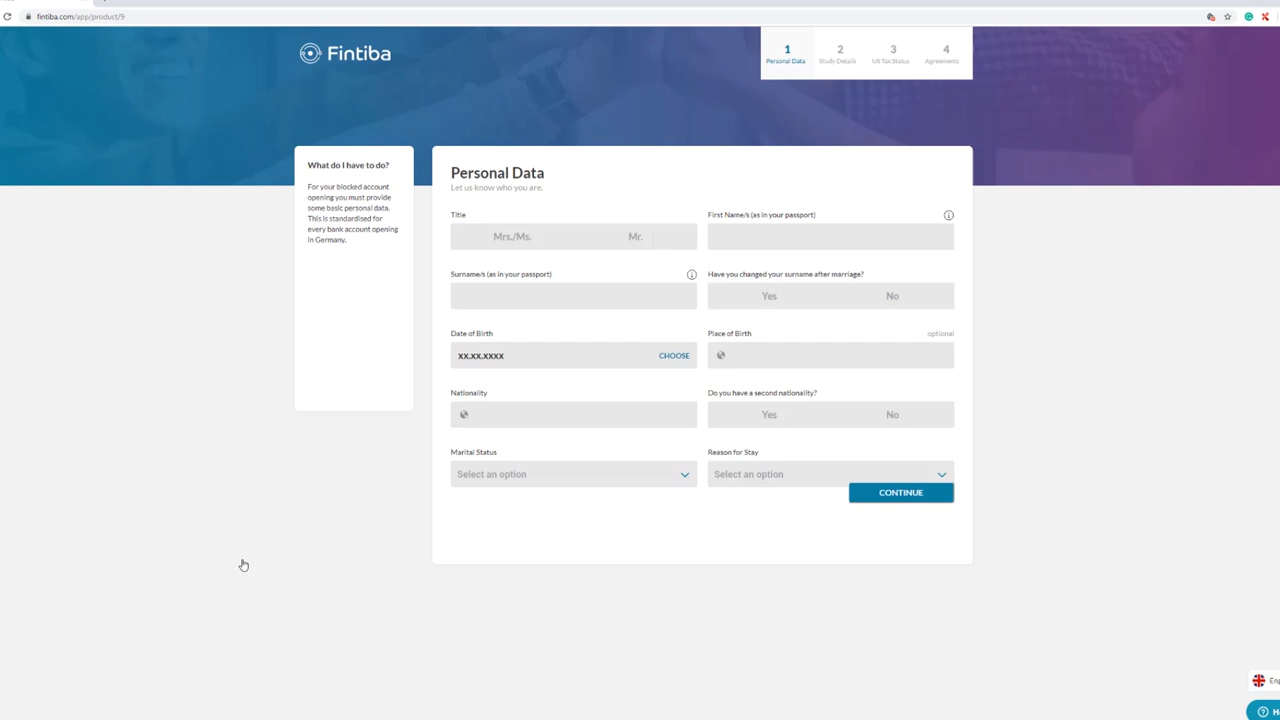 fintiba.com/app/product/9
Fintiba
1 2 3 4
Personal Data Study Details US Tax Status Agreements
What do I have to do?
For your blocked account
opening you must provide
some basic personal data.
This is standardised for
every bank account opening
in Germany.
Personal Data
Let us know who you are.
Title
Mrs./Ms. Mr.
First Name/s (as in your passport)
Surname/s (as in your passport)
Have you changed your surname after marriage?
Yes No
Date of Birth
XX.XX.XXXX CHOOSE
Place of Birth optional
Nationality
Do you have a second nationality?
Yes No
Marital Status
Select an option
Reason for Stay
Select an option
CONTINUE